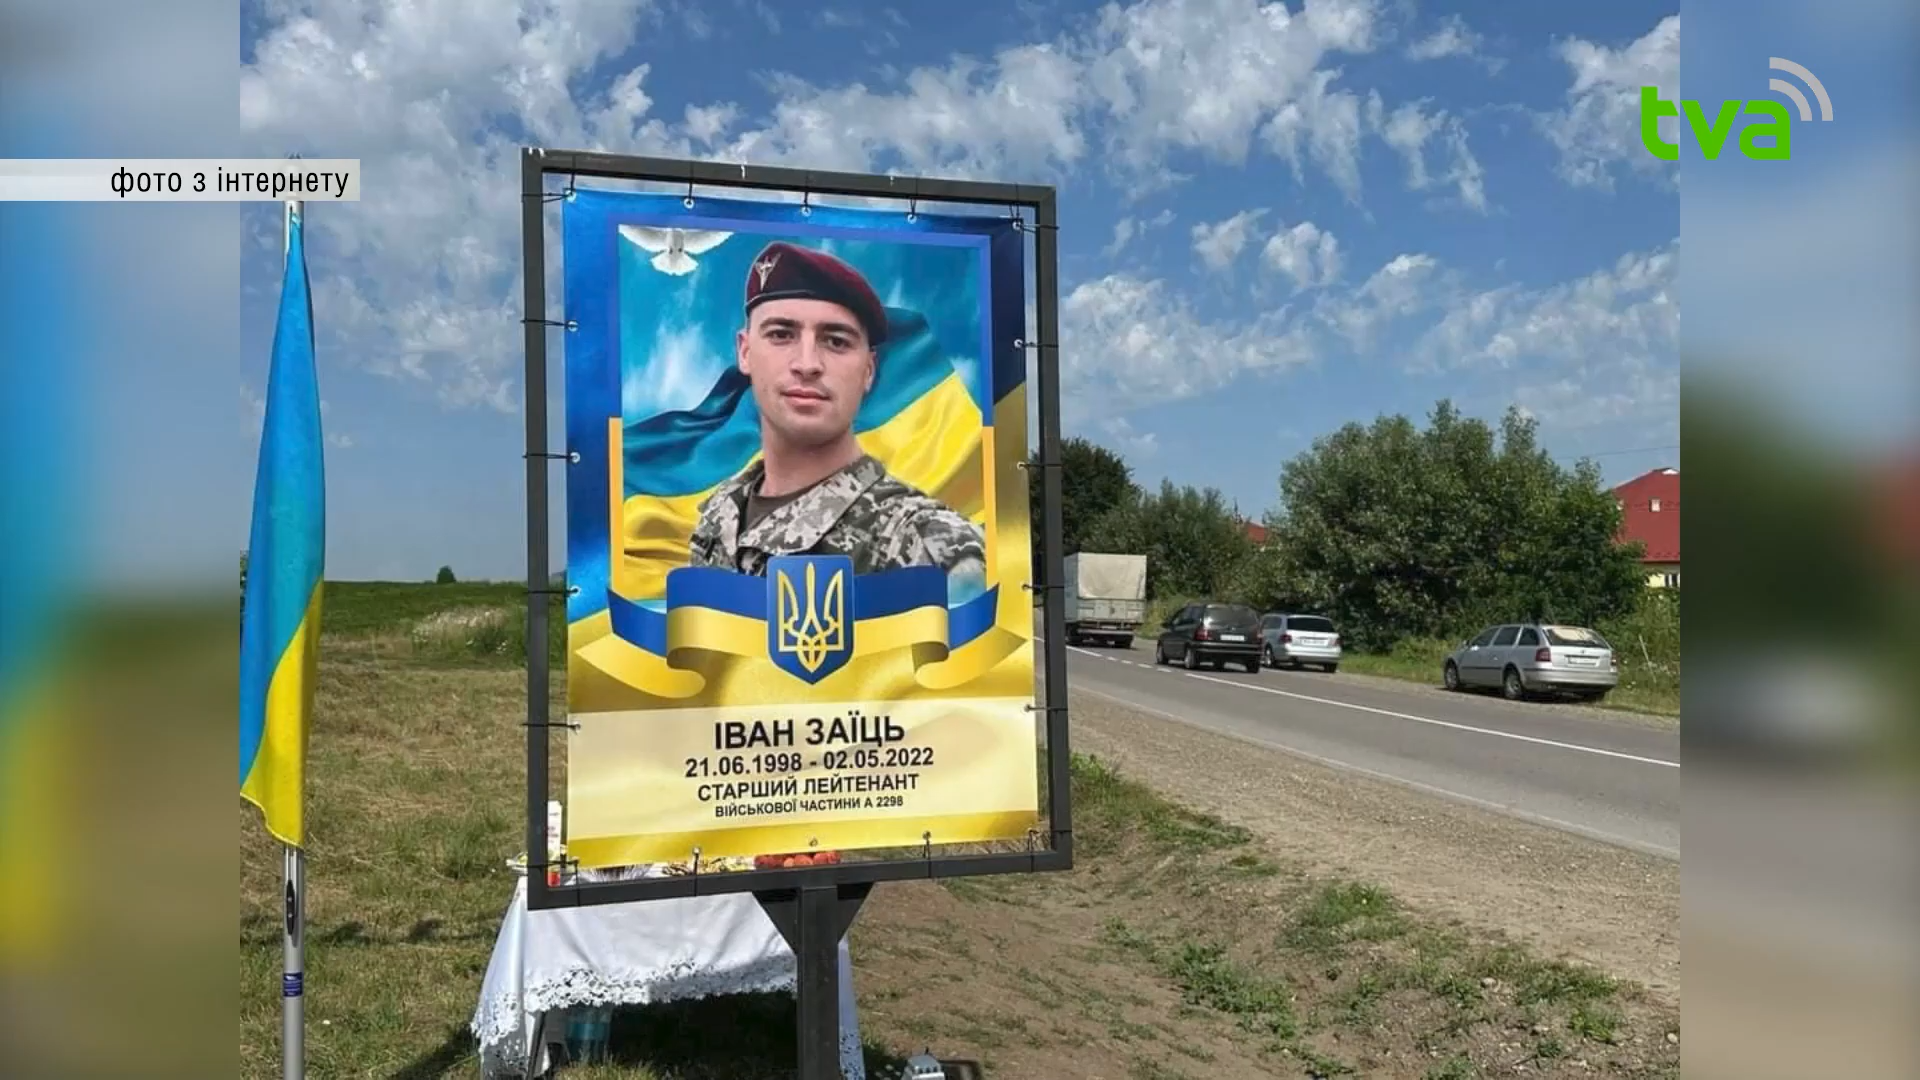 фото з інтернету
tva
ІВАН ЗАЇЦЬ
21.06.1998 - 02.05.2022
СТАРШИЙ ЛЕЙТЕНАНТ
ВІЙСЬКОВОЇ ЧАСТИНИ А 2298